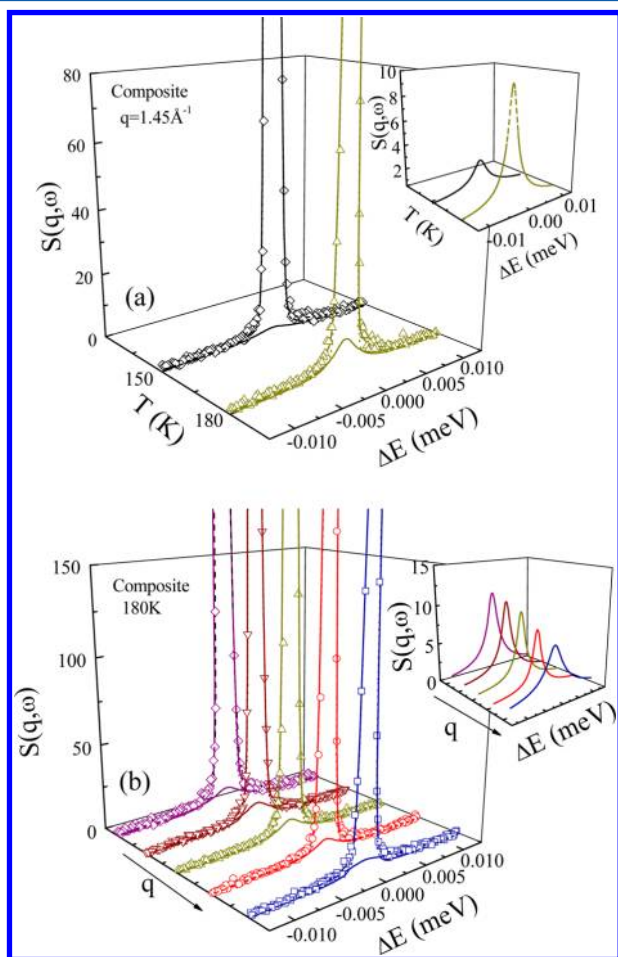 80
60
40
20
0
S(q,ω)
Composite
q=1.45Å⁻¹
(a)
150
180
T (K)
-0.010
-0.005
0.000
0.005
0.010
ΔE (meV)
10
8
6
4
2
S(q,ω)
T (K)
-0.01
0.00
0.01
ΔE (meV)
150
100
50
0
S(q,ω)
Composite
180K
(b)
q
-0.010
-0.005
0.000
0.005
0.010
ΔE (meV)
15
10
5
0
S(q,ω)
q
ΔE (meV)